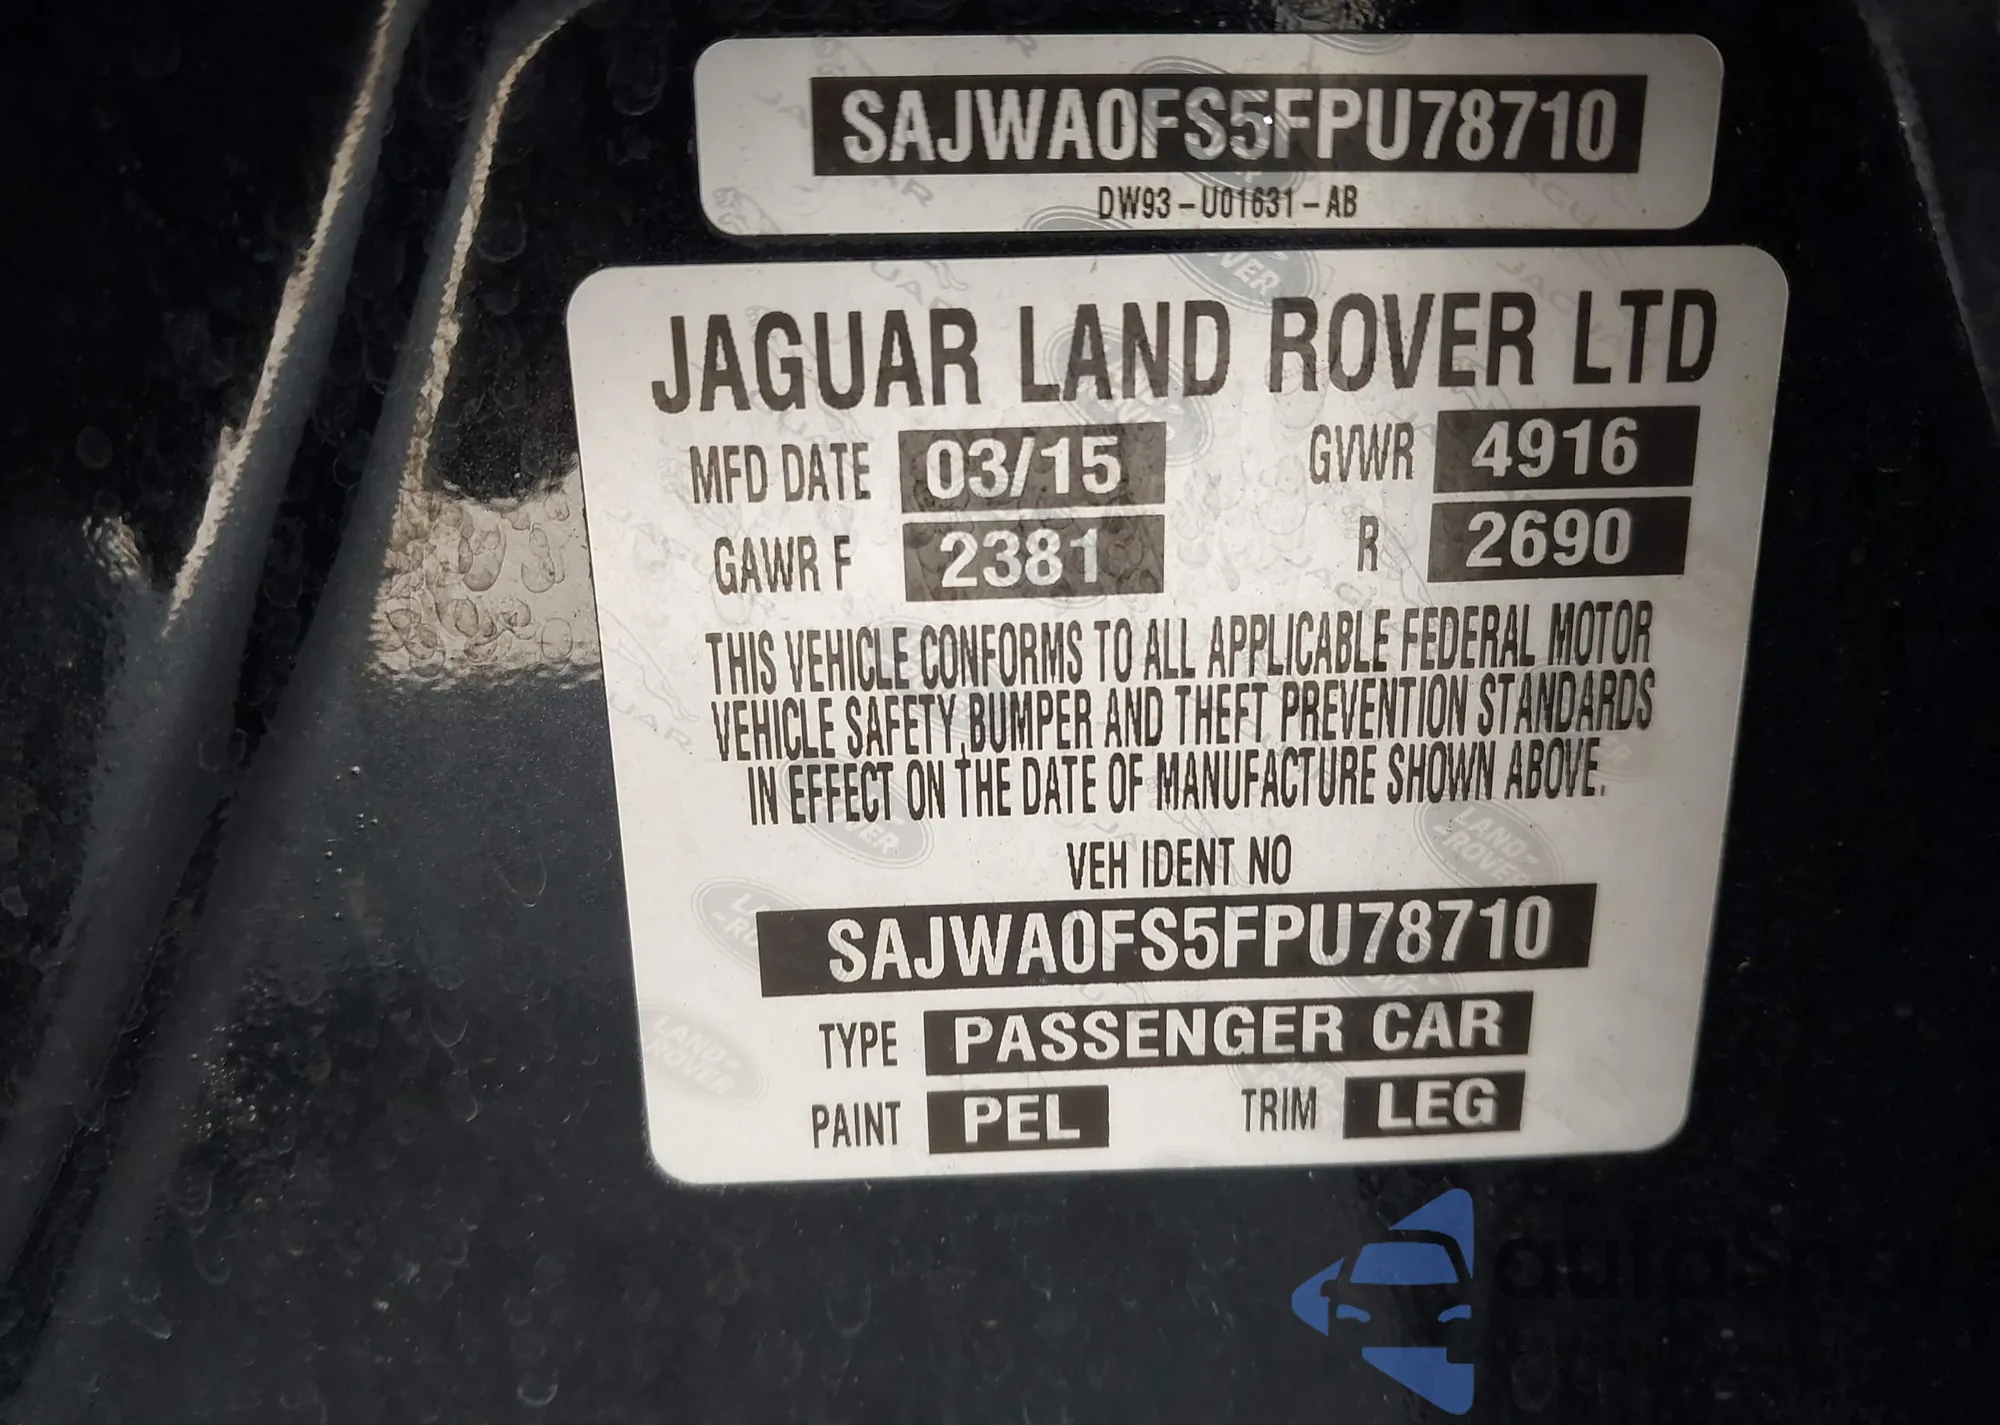 SAJWA0FS5FPU78710
DW93-U01631-AB
JAGUAR LAND ROVER LTD
MFD DATE 03/15 GVWR 4916
GAWR F 2381 R 2690
THIS VEHICLE CONFORMS TO ALL APPLICABLE FEDERAL MOTOR
VEHICLE SAFETY,BUMPER AND THEFT PREVENTION STANDARDS
IN EFFECT ON THE DATE OF MANUFACTURE SHOWN ABOVE.
VEH IDENT NO
SAJWA0FS5FPU78710
TYPE PASSENGER CAR
PAINT PEL TRIM LEG